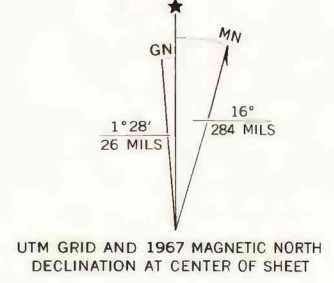 MN
GN
16°
1°28'
284 MILS
26 MILS
UTM GRID AND 1967 MAGNETIC NORTH
DECLINATION AT CENTER OF SHEET